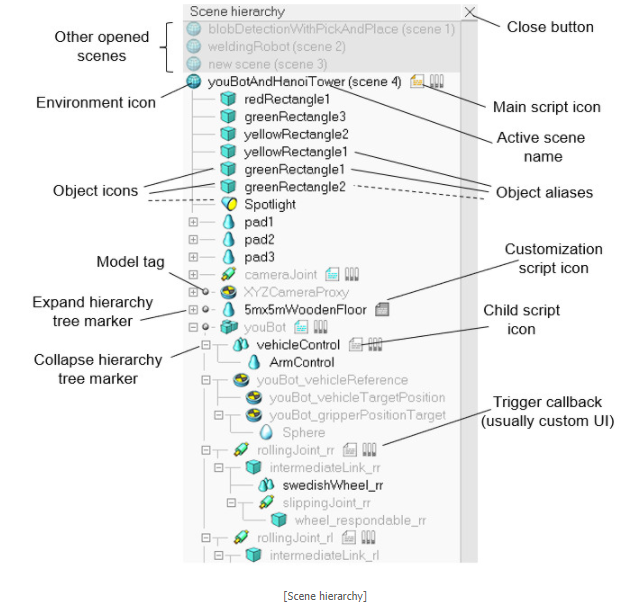 Scene hierarchy
Close button
Other opened
scenes
blobDetectionWithPickAndPlace (scene 1)
weldingRobot (scene 2)
new scene (scene 3)
Environment icon
youBotAndHanoiTower (scene 4)
Main script icon
Active scene
name
redRectangle1
greenRectangle3
yellowRectangle2
yellowRectangle1
Object icons
greenRectangle1
greenRectangle2
Object aliases
Spotlight
pad1
pad2
pad3
Customization
script icon
Model tag
cameraJoint
XYZCameraProxy
Expand hierarchy
tree marker
5mx5mWoodenFloor
youBot
Child script
icon
Collapse hierarchy
tree marker
vehicleControl
ArmControl
youBot_vehicleReference
youBot_vehicleTargetPosition
youBot_gripperPositionTarget
Sphere
Trigger callback
(usually custom UI)
rollingJoint_rr
intermediateLink_rr
swedishWheel_rr
slippingJoint_rr
wheel_respondable_rr
rollingJoint_rl
intermediateLink_rl
[Scene hierarchy]